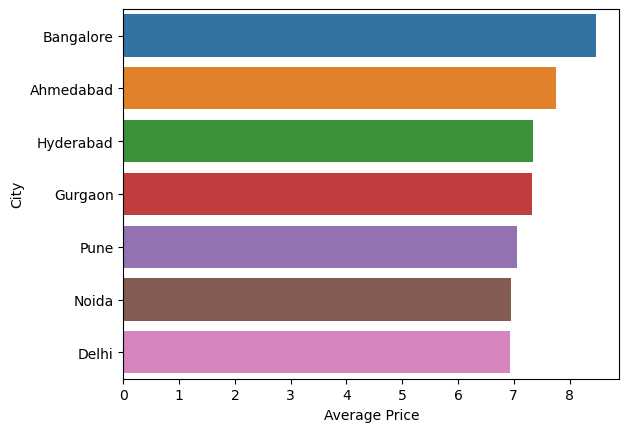 Bangalore
Ahmedabad
Hyderabad
Gurgaon
Pune
Noida
Delhi
City
0 1 2 3 4 5 6 7 8
Average Price